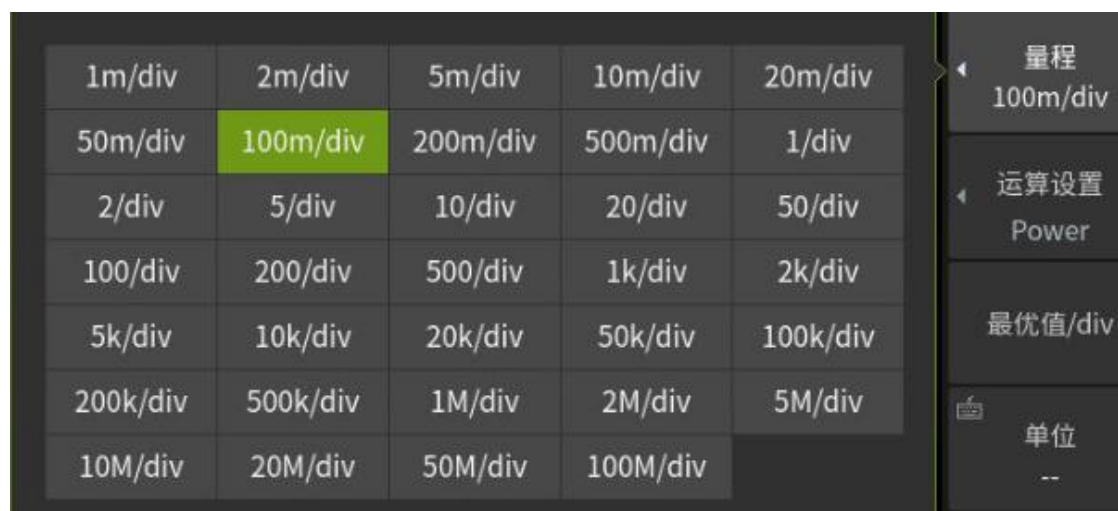 1m/div 2m/div 5m/div 10m/div 20m/div
50m/div 100m/div 200m/div 500m/div 1/div
2/div 5/div 10/div 20/div 50/div
100/div 200/div 500/div 1k/div 2k/div
5k/div 10k/div 20k/div 50k/div 100k/div
200k/div 500k/div 1M/div 2M/div 5M/div
10M/div 20M/div 50M/div 100M/div
量程
100m/div
运算设置
Power
最优值/div
单位
--